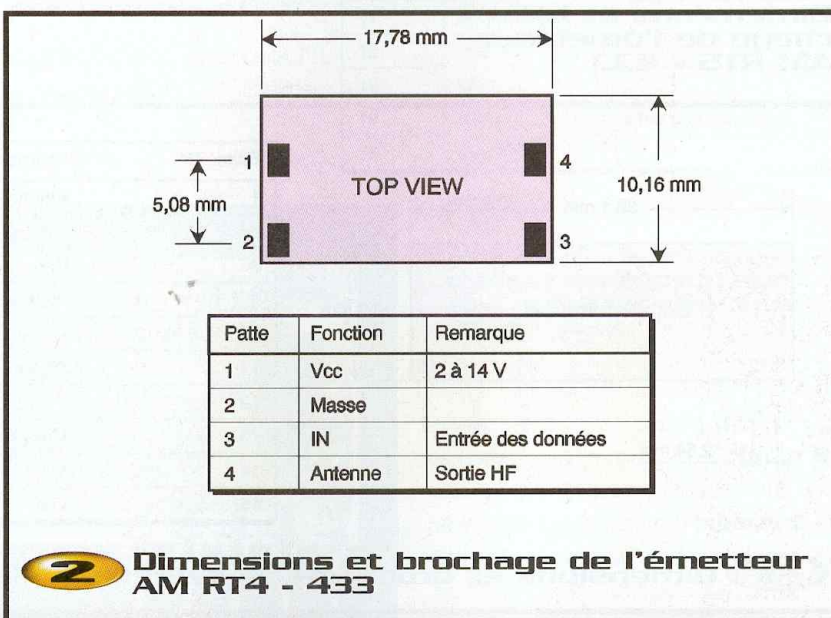 17,78 mm
1
4
TOP VIEW
10,16 mm
5,08 mm
2
3
Patte Fonction Remarque
1 Vcc 2 à 14 V
2 Masse
3 IN Entrée des données
4 Antenne Sortie HF
2 Dimensions et brochage de l'émetteur
AM RT4 - 433